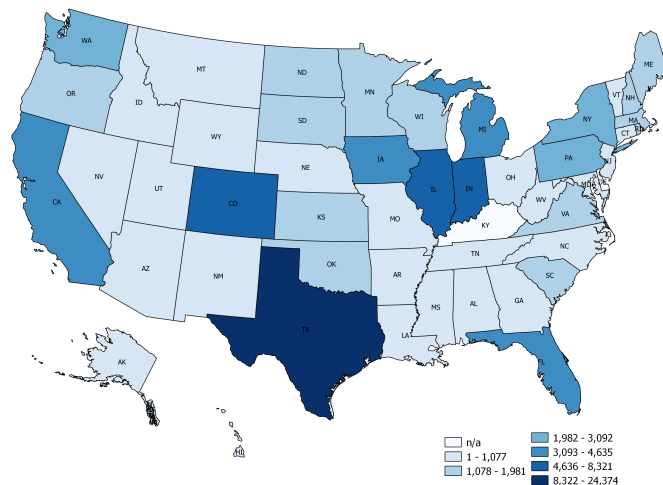 WA
MT
ND
MN
ME
OR
ID
SD
WI
VT
NH
WY
MI
NY
MA
RI
CT
NE
IA
PA
NJ
NV
UT
CO
IL
IN
OH
MD
DE
CA
KS
MO
KY
WV
VA
AZ
NM
OK
AR
TN
NC
SC
TX
LA
MS
AL
GA
FL
AK
HI
n/a
1 - 1,077
1,078 - 1,981
1,982 - 3,092
3,093 - 4,635
4,636 - 8,321
8,322 - 24,374